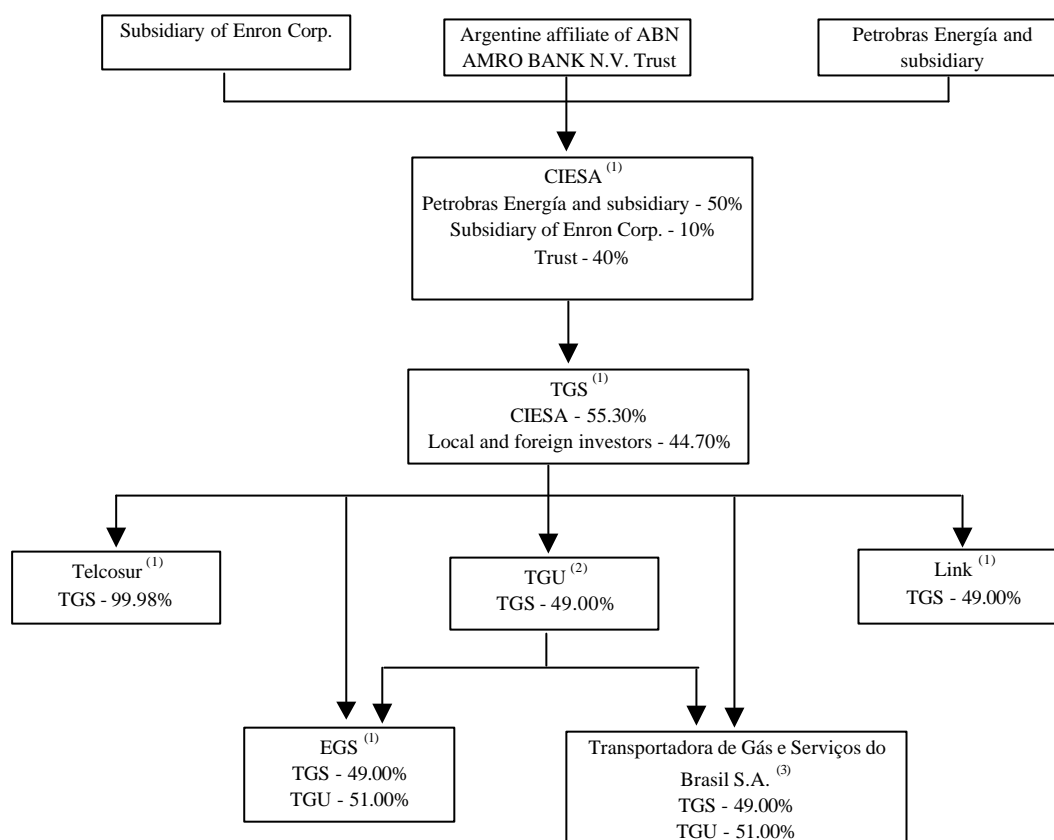 Subsidiary of Enron Corp.
Argentine affiliate of ABN
AMRO BANK N.V. Trust
Petrobras Energía and
subsidiary
CIESA (1)
Petrobras Energía and subsidiary - 50%
Subsidiary of Enron Corp. - 10%
Trust - 40%
TGS (1)
CIESA - 55.30%
Local and foreign investors - 44.70%
Telcosur (1)
TGS - 99.98%
TGU (2)
TGS - 49.00%
Link (1)
TGS - 49.00%
EGS (1)
TGS - 49.00%
TGU - 51.00%
Transportadora de Gás e Serviços do
Brasil S.A. (3)
TGS - 49.00%
TGU - 51.00%